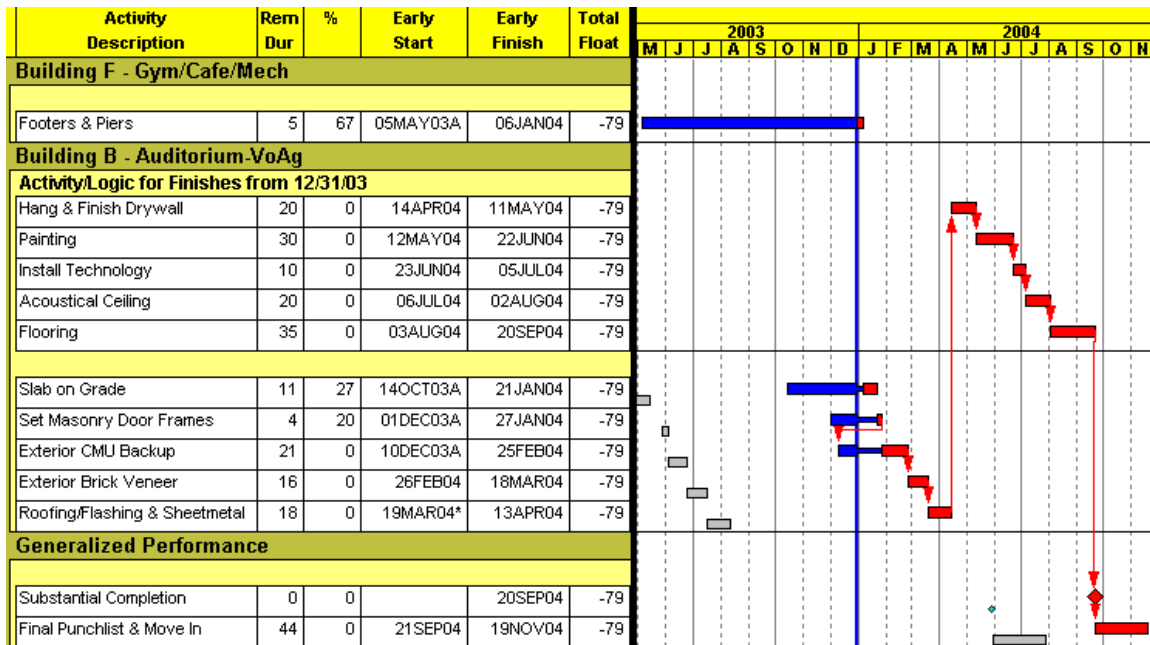 Activity Rem % Early Early Total
Description Dur Start Finish Float
2003 2004
M J J A S O N D J F M A M J J A S O N
Building F - Gym/Cafe/Mech
Footers & Piers 5 67 05MAY03A 06JAN04 -79
Building B - Auditorium-VoAg
Activity/Logic for Finishes from 12/31/03
Hang & Finish Drywall 20 0 14APR04 11MAY04 -79
Painting 30 0 12MAY04 22JUN04 -79
Install Technology 10 0 23JUN04 05JUL04 -79
Acoustical Ceiling 20 0 06JUL04 02AUG04 -79
Flooring 35 0 03AUG04 20SEP04 -79
Slab on Grade 11 27 14OCT03A 21JAN04 -79
Set Masonry Door Frames 4 20 01DEC03A 27JAN04 -79
Exterior CMU Backup 21 0 10DEC03A 25FEB04 -79
Exterior Brick Veneer 16 0 26FEB04 18MAR04 -79
Roofing/Flashing & Sheetmetal 18 0 19MAR04* 13APR04 -79
Generalized Performance
Substantial Completion 0 0 20SEP04 -79
Final Punchlist & Move In 44 0 21SEP04 19NOV04 -79